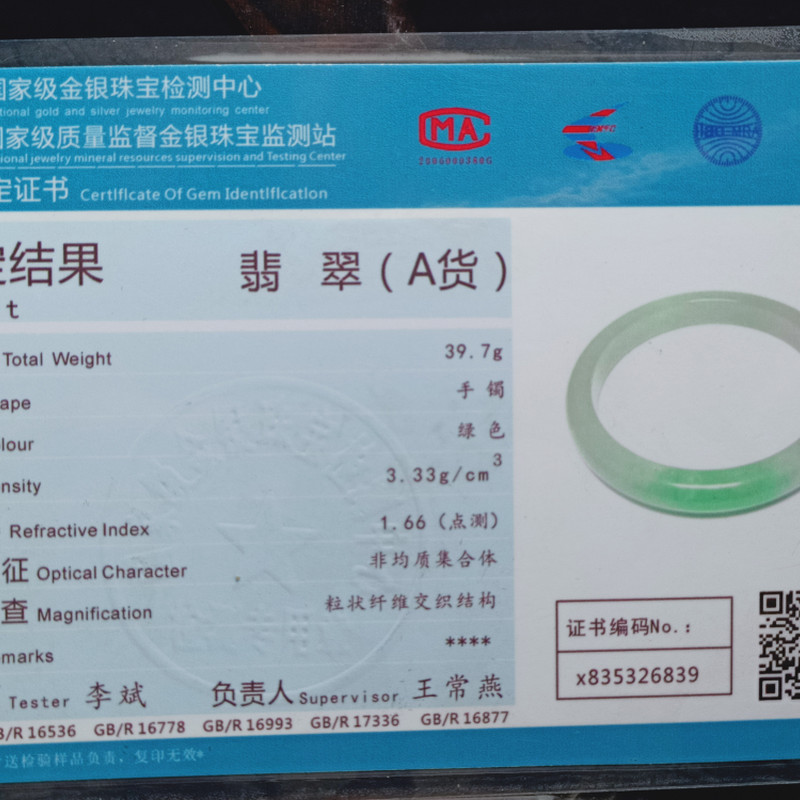 国家级金银珠宝检测中心
tional gold and silver jewelry monitoring center
国家级质量监督金银珠宝监测站
ional jewelry mineral resources supervision and Testing Center
定证书 Certificate Of Gem Identification
MA
定结果 翡 翠 ( A货 )
t
Total Weight 39.7g
ape 手 镯
lour 绿 色
nsity 3.33g/cm³
Refractive Index 1.66 (点测)
征 Optical Character 非均质集合体
查 Magnification 粒状纤维交织结构
marks ****
Tester 李斌 负责人 Supervisor 王常燕
B/R 16536 GB/R 16778 GB/R 16993 GB/R 17336 GB/R 16877
送检验样品负责，复印无效*
证书编码No.：
x835326839